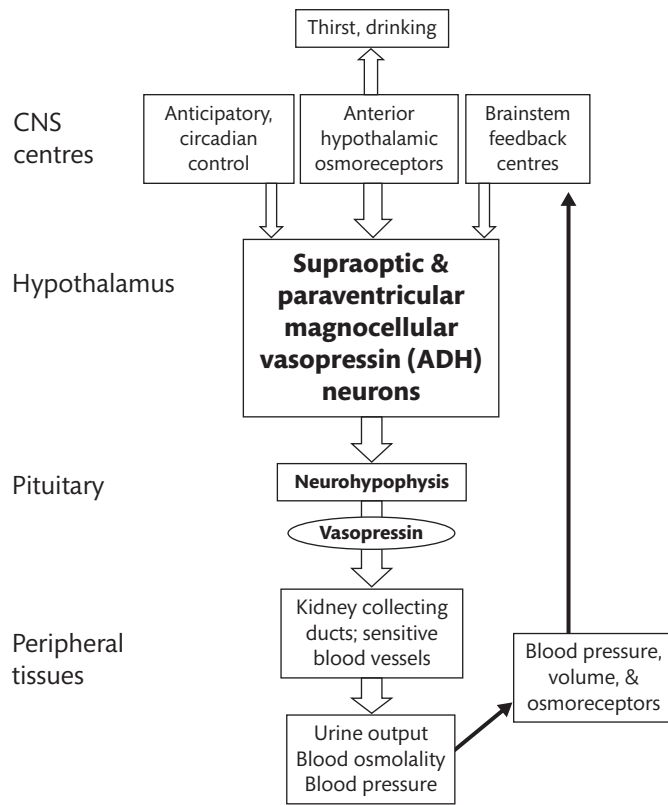 Thirst, drinking
CNS
centres
Anticipatory,
circadian
control
Anterior
hypothalamic
osmoreceptors
Brainstem
feedback
centres
Hypothalamus
Supraoptic &
paraventricular
magnocellular
vasopressin (ADH)
neurons
Pituitary
Neurohypophysis
Vasopressin
Peripheral
tissues
Kidney collecting
ducts; sensitive
blood vessels
Blood pressure,
volume, &
osmoreceptors
Urine output
Blood osmolality
Blood pressure